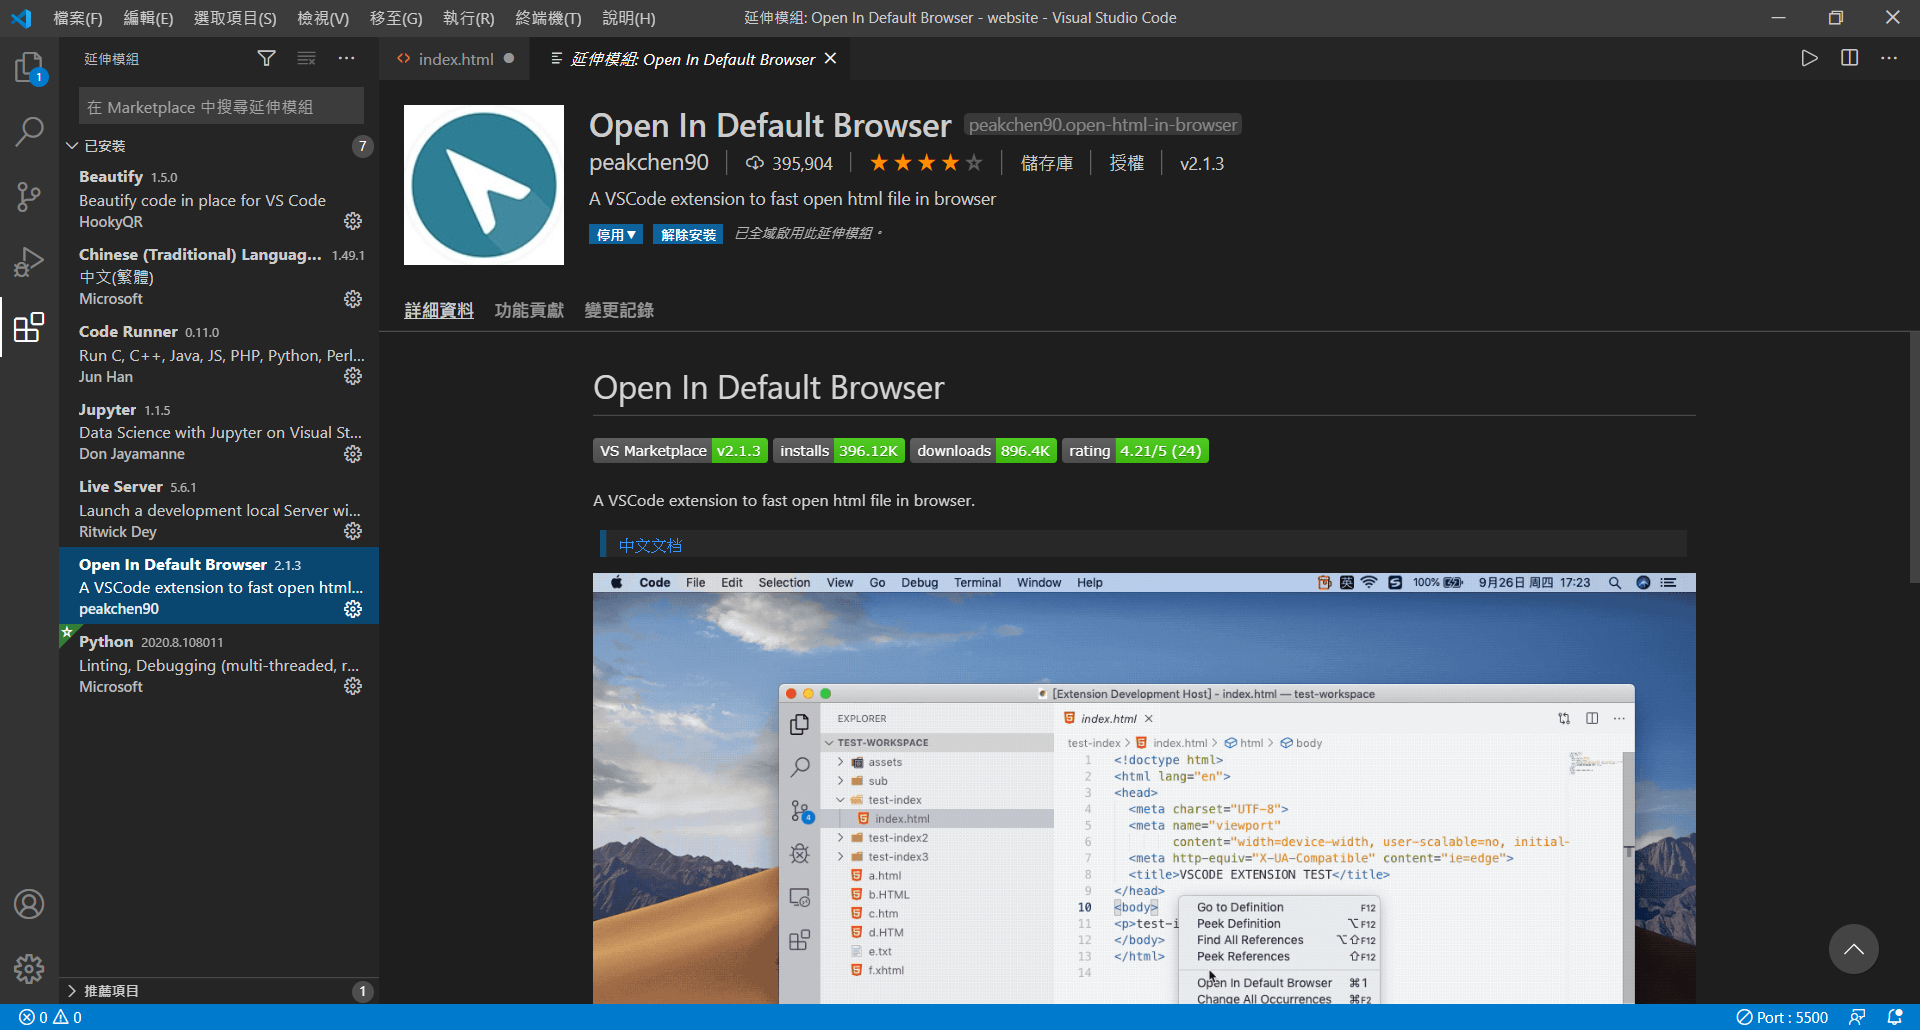 檔案(F) 編輯(E) 選取項目(S) 檢視(V) 移至(G) 執行(R) 終端機(T) 說明(H) 延伸模組: Open In Default Browser - website - Visual Studio Code
1
延伸模組
在 Marketplace 中搜尋延伸模組
已安裝 7
Beautify 1.5.0
Beautify code in place for VS Code
HookyQR
Chinese (Traditional) Languag... 1.49.1
中文(繁體)
Microsoft
Code Runner 0.11.0
Run C, C++, Java, JS, PHP, Python, Perl...
Jun Han
Jupyter 1.1.5
Data Science with Jupyter on Visual St...
Don Jayamanne
Live Server 5.6.1
Launch a development local Server wi...
Ritwick Dey
Open In Default Browser 2.1.3
A VSCode extension to fast open html...
peakchen90
Python 2020.8.108011
Linting, Debugging (multi-threaded, r...
Microsoft
推薦項目 1
index.html 延伸模組: Open In Default Browser
Open In Default Browser peakchen90.open-html-in-browser
peakchen90 395,904 儲存庫 授權 v2.1.3
A VSCode extension to fast open html file in browser
停用▼ 解除安裝 已全域啟用此延伸模組。
詳細資料 功能貢獻 變更記錄
Open In Default Browser
VS Marketplace v2.1.3 installs 396.12K downloads 896.4K rating 4.21/5 (24)
A VSCode extension to fast open html file in browser.
中文文档
Code File Edit Selection View Go Debug Terminal Window Help 英 100% 9月26日 周四 17:23
[Extension Development Host] - index.html — test-workspace
EXPLORER
TEST-WORKSPACE
assets
sub
test-index
index.html
test-index2
test-index3
a.html
b.HTML
c.htm
d.HTM
e.txt
f.xhtml
4
index.html
test-index > index.html > html > body
1 <!doctype html>
2 <html lang="en">
3 <head>
4 <meta charset="UTF-8">
5 <meta name="viewport"
6 content="width=device-width, user-scalable=no, initial-
7 <meta http-equiv="X-UA-Compatible" content="ie=edge">
8 <title>VSCODE EXTENSION TEST</title>
9 </head>
10 <body>
11 <p>test-i
12 </body>
13 </html>
14
Go to Definition F12
Peek Definition ⌥F12
Find All References ⌥⇧F12
Peek References ⇧F12
Open In Default Browser ⌘1
Change All Occurrences ⌘F2
0 0 Port : 5500